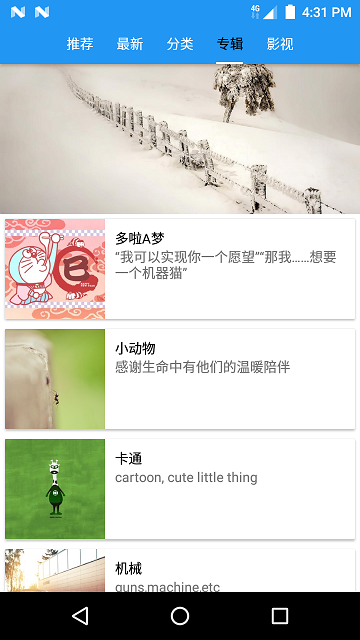 4G 4:31 PM
推荐 最新 分类 专辑 影视
多啦A梦
“我可以实现你一个愿望”“那我……想要
一个机器猫”
小动物
感谢生命中有他们的温暖陪伴
卡通
cartoon, cute little thing
机械
guns,machine,etc